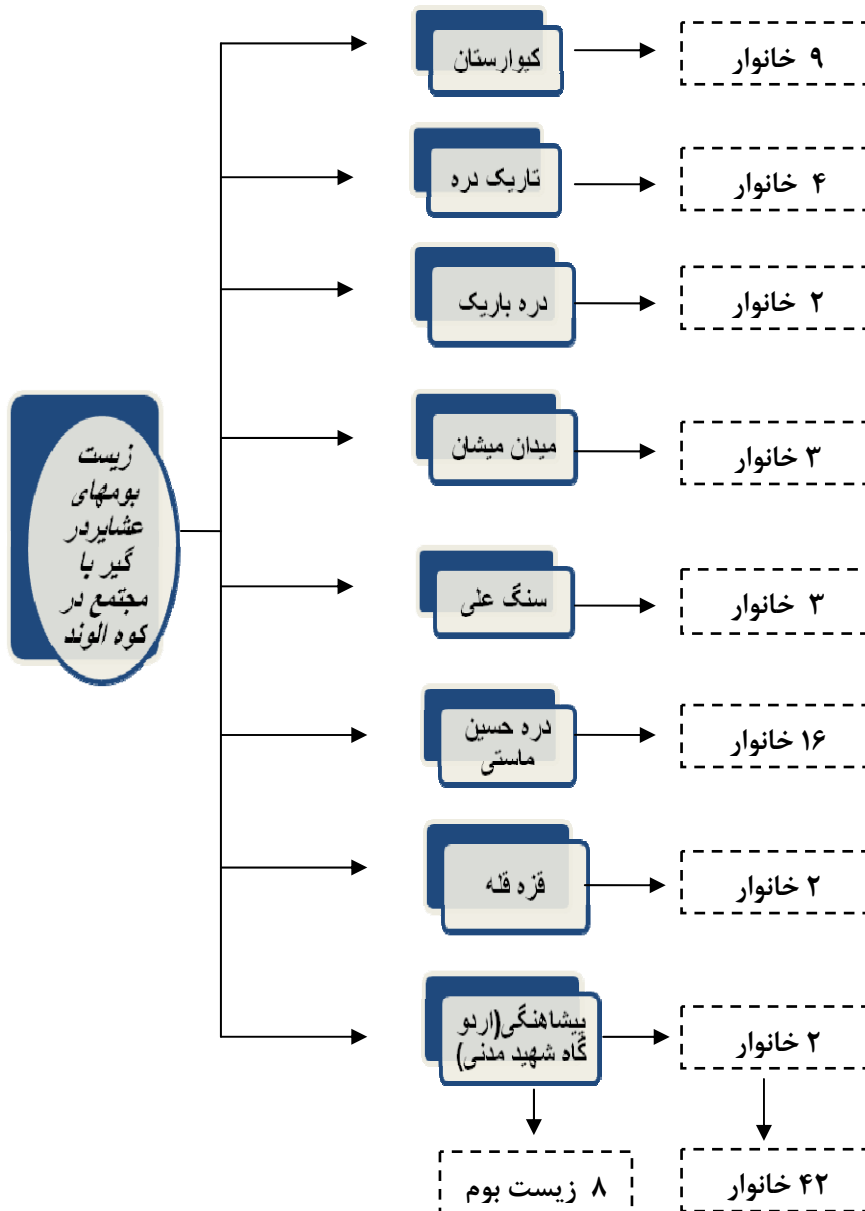 زیست
بومهای
عشایردر
گیر با
مجتمع در
کوه الوند
کیوارستان
۹ خانوار
تاریک دره
۴ خانوار
دره باریک
۲ خانوار
میدان میشان
۳ خانوار
سنگ علی
۳ خانوار
دره حسین
ماستی
۱۶ خانوار
قزه قله
۲ خانوار
پیشاهنگی(اردو
گاه شهید مدنی)
۲ خانوار
۸ زیست بوم
۴۲ خانوار